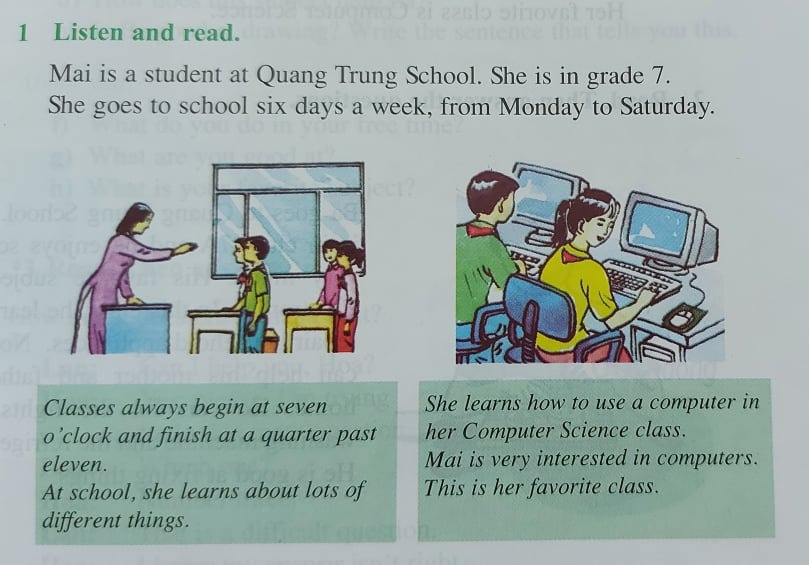 1 Listen and read.
Mai is a student at Quang Trung School. She is in grade 7.
She goes to school six days a week, from Monday to Saturday.
Classes always begin at seven
o'clock and finish at a quarter past
eleven.
At school, she learns about lots of
different things.
She learns how to use a computer in
her Computer Science class.
Mai is very interested in computers.
This is her favorite class.